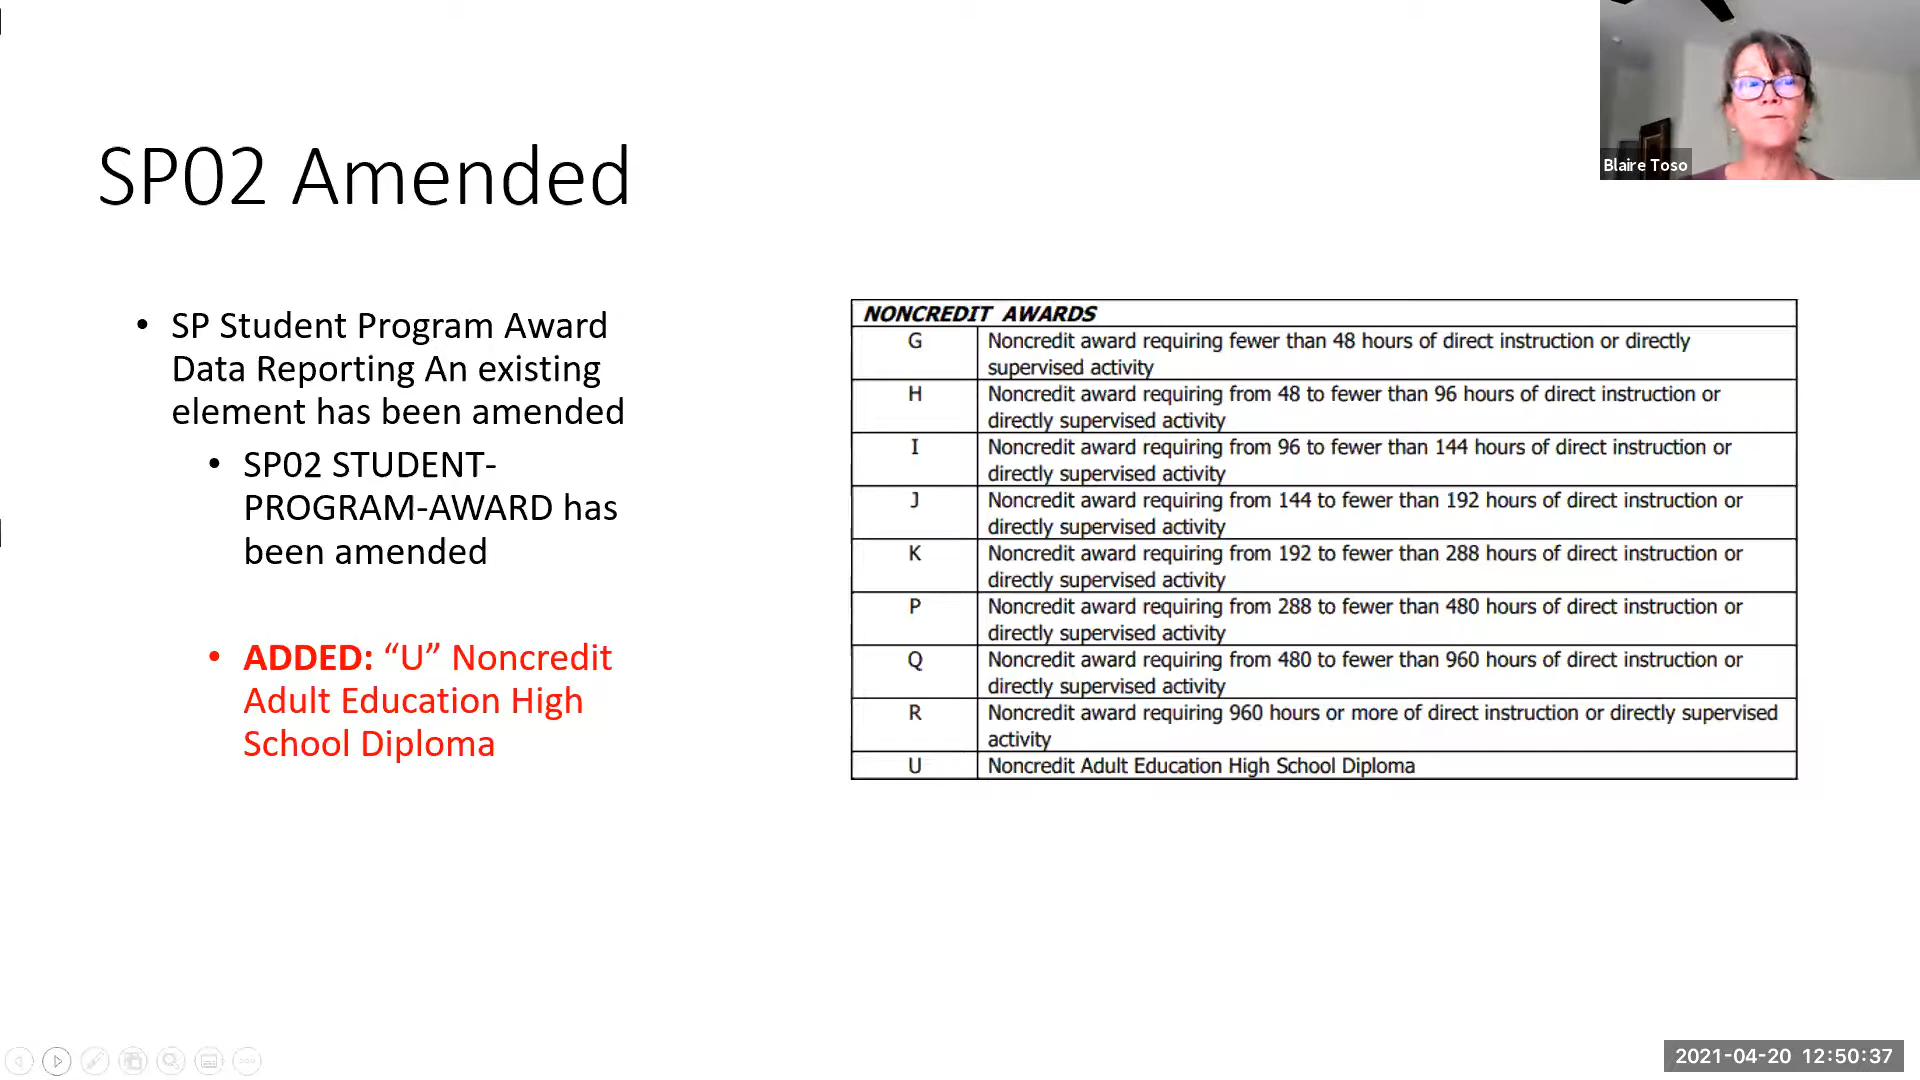 SP02 Amended
Blaire Toso
• SP Student Program Award
Data Reporting An existing
element has been amended
• SP02 STUDENT-
PROGRAM-AWARD has
been amended
• ADDED: “U” Noncredit
Adult Education High
School Diploma
NONCREDIT AWARDS
G Noncredit award requiring fewer than 48 hours of direct instruction or directly
supervised activity
H Noncredit award requiring from 48 to fewer than 96 hours of direct instruction or
directly supervised activity
I Noncredit award requiring from 96 to fewer than 144 hours of direct instruction or
directly supervised activity
J Noncredit award requiring from 144 to fewer than 192 hours of direct instruction or
directly supervised activity
K Noncredit award requiring from 192 to fewer than 288 hours of direct instruction or
directly supervised activity
P Noncredit award requiring from 288 to fewer than 480 hours of direct instruction or
directly supervised activity
Q Noncredit award requiring from 480 to fewer than 960 hours of direct instruction or
directly supervised activity
R Noncredit award requiring 960 hours or more of direct instruction or directly supervised
activity
U Noncredit Adult Education High School Diploma
2021-04-20 12:50:37